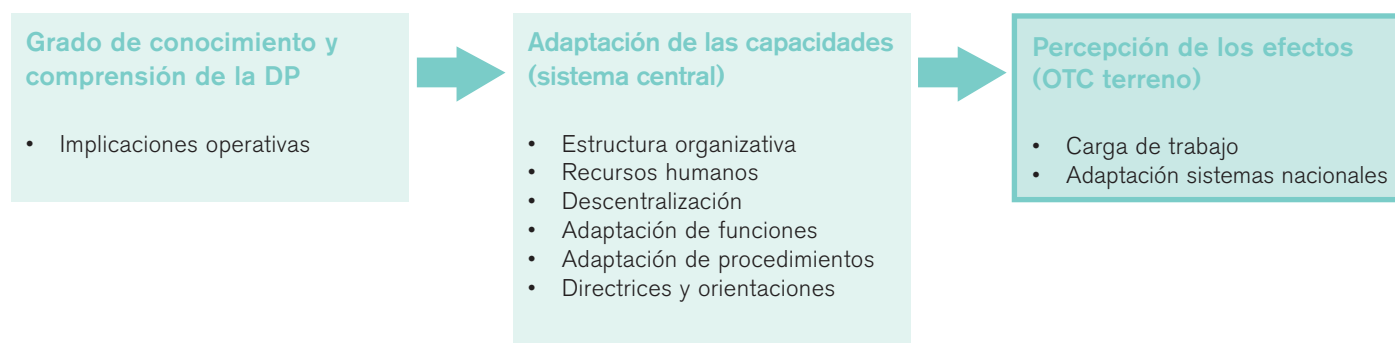 Grado de conocimiento y
comprensión de la DP
• Implicaciones operativas
Adaptación de las capacidades
(sistema central)
• Estructura organizativa
• Recursos humanos
• Descentralización
• Adaptación de funciones
• Adaptación de procedimientos
• Directrices y orientaciones
Percepción de los efectos
(OTC terreno)
• Carga de trabajo
• Adaptación sistemas nacionales